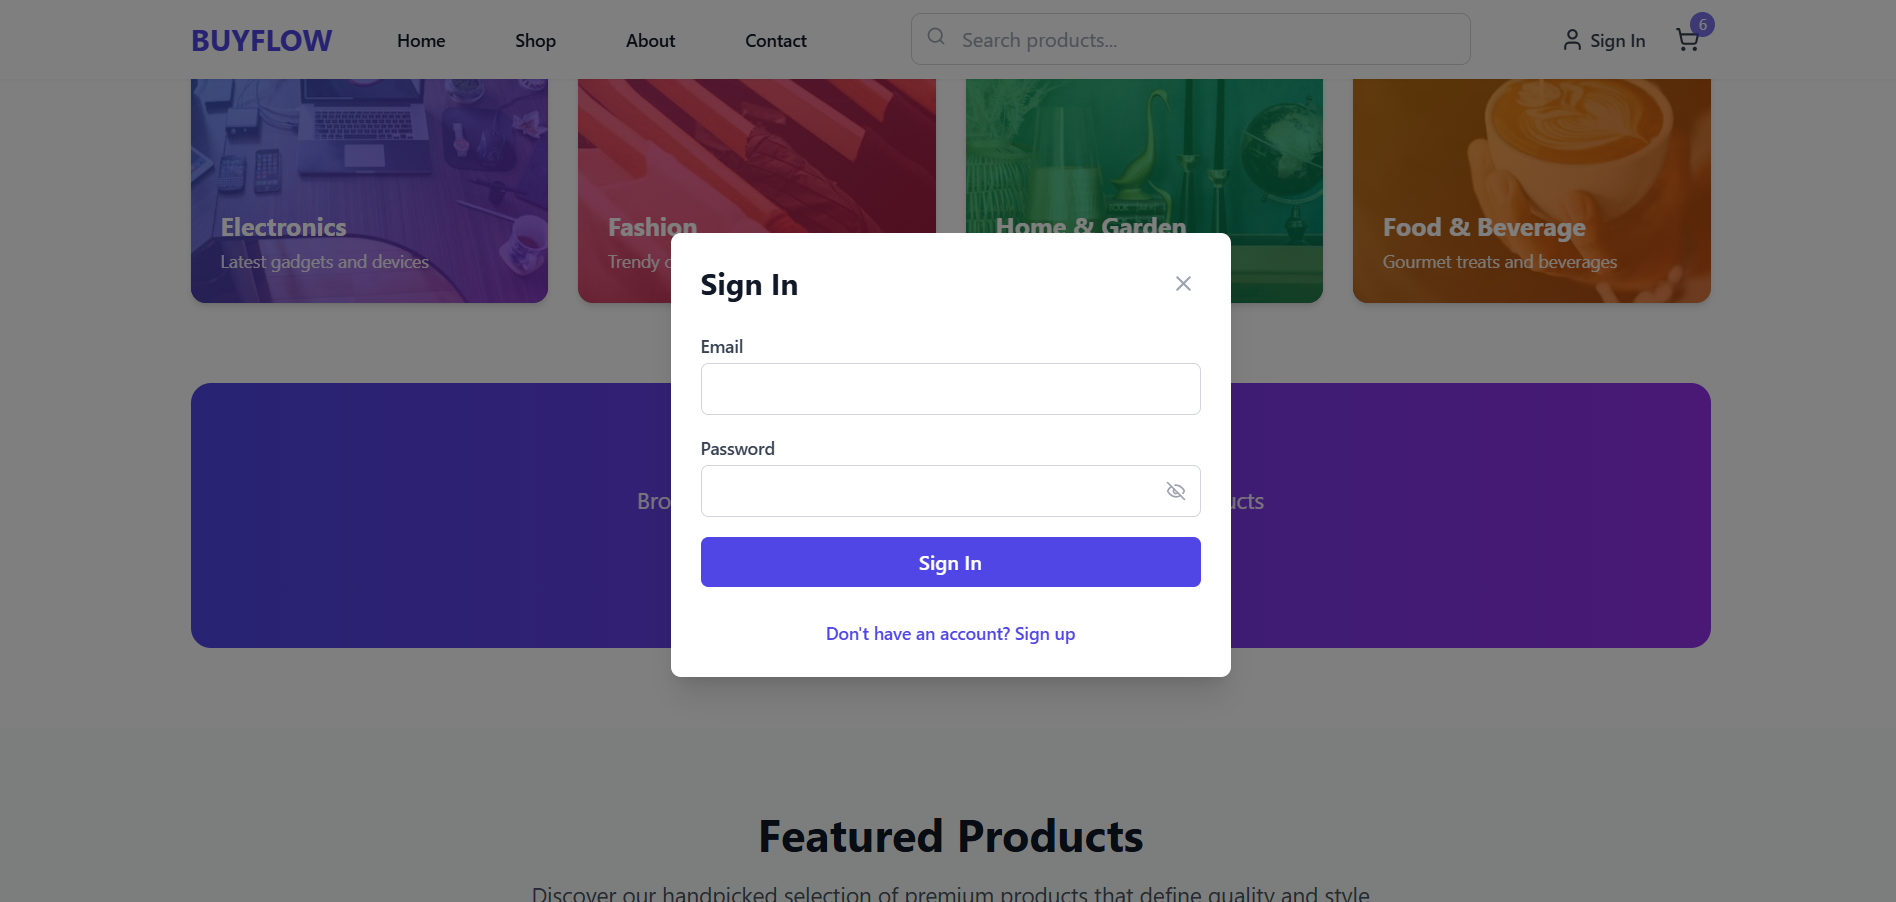 BUYFLOW
Home
Shop
About
Contact
Search products...
Sign In
6
Electronics
Latest gadgets and devices
Fashion
Trendy
Home & Garden
Food & Beverage
Gourmet treats and beverages
Sign In
Email
Password
Sign In
Don't have an account? Sign up
Featured Products
Discover our handpicked selection of premium products that define quality and style